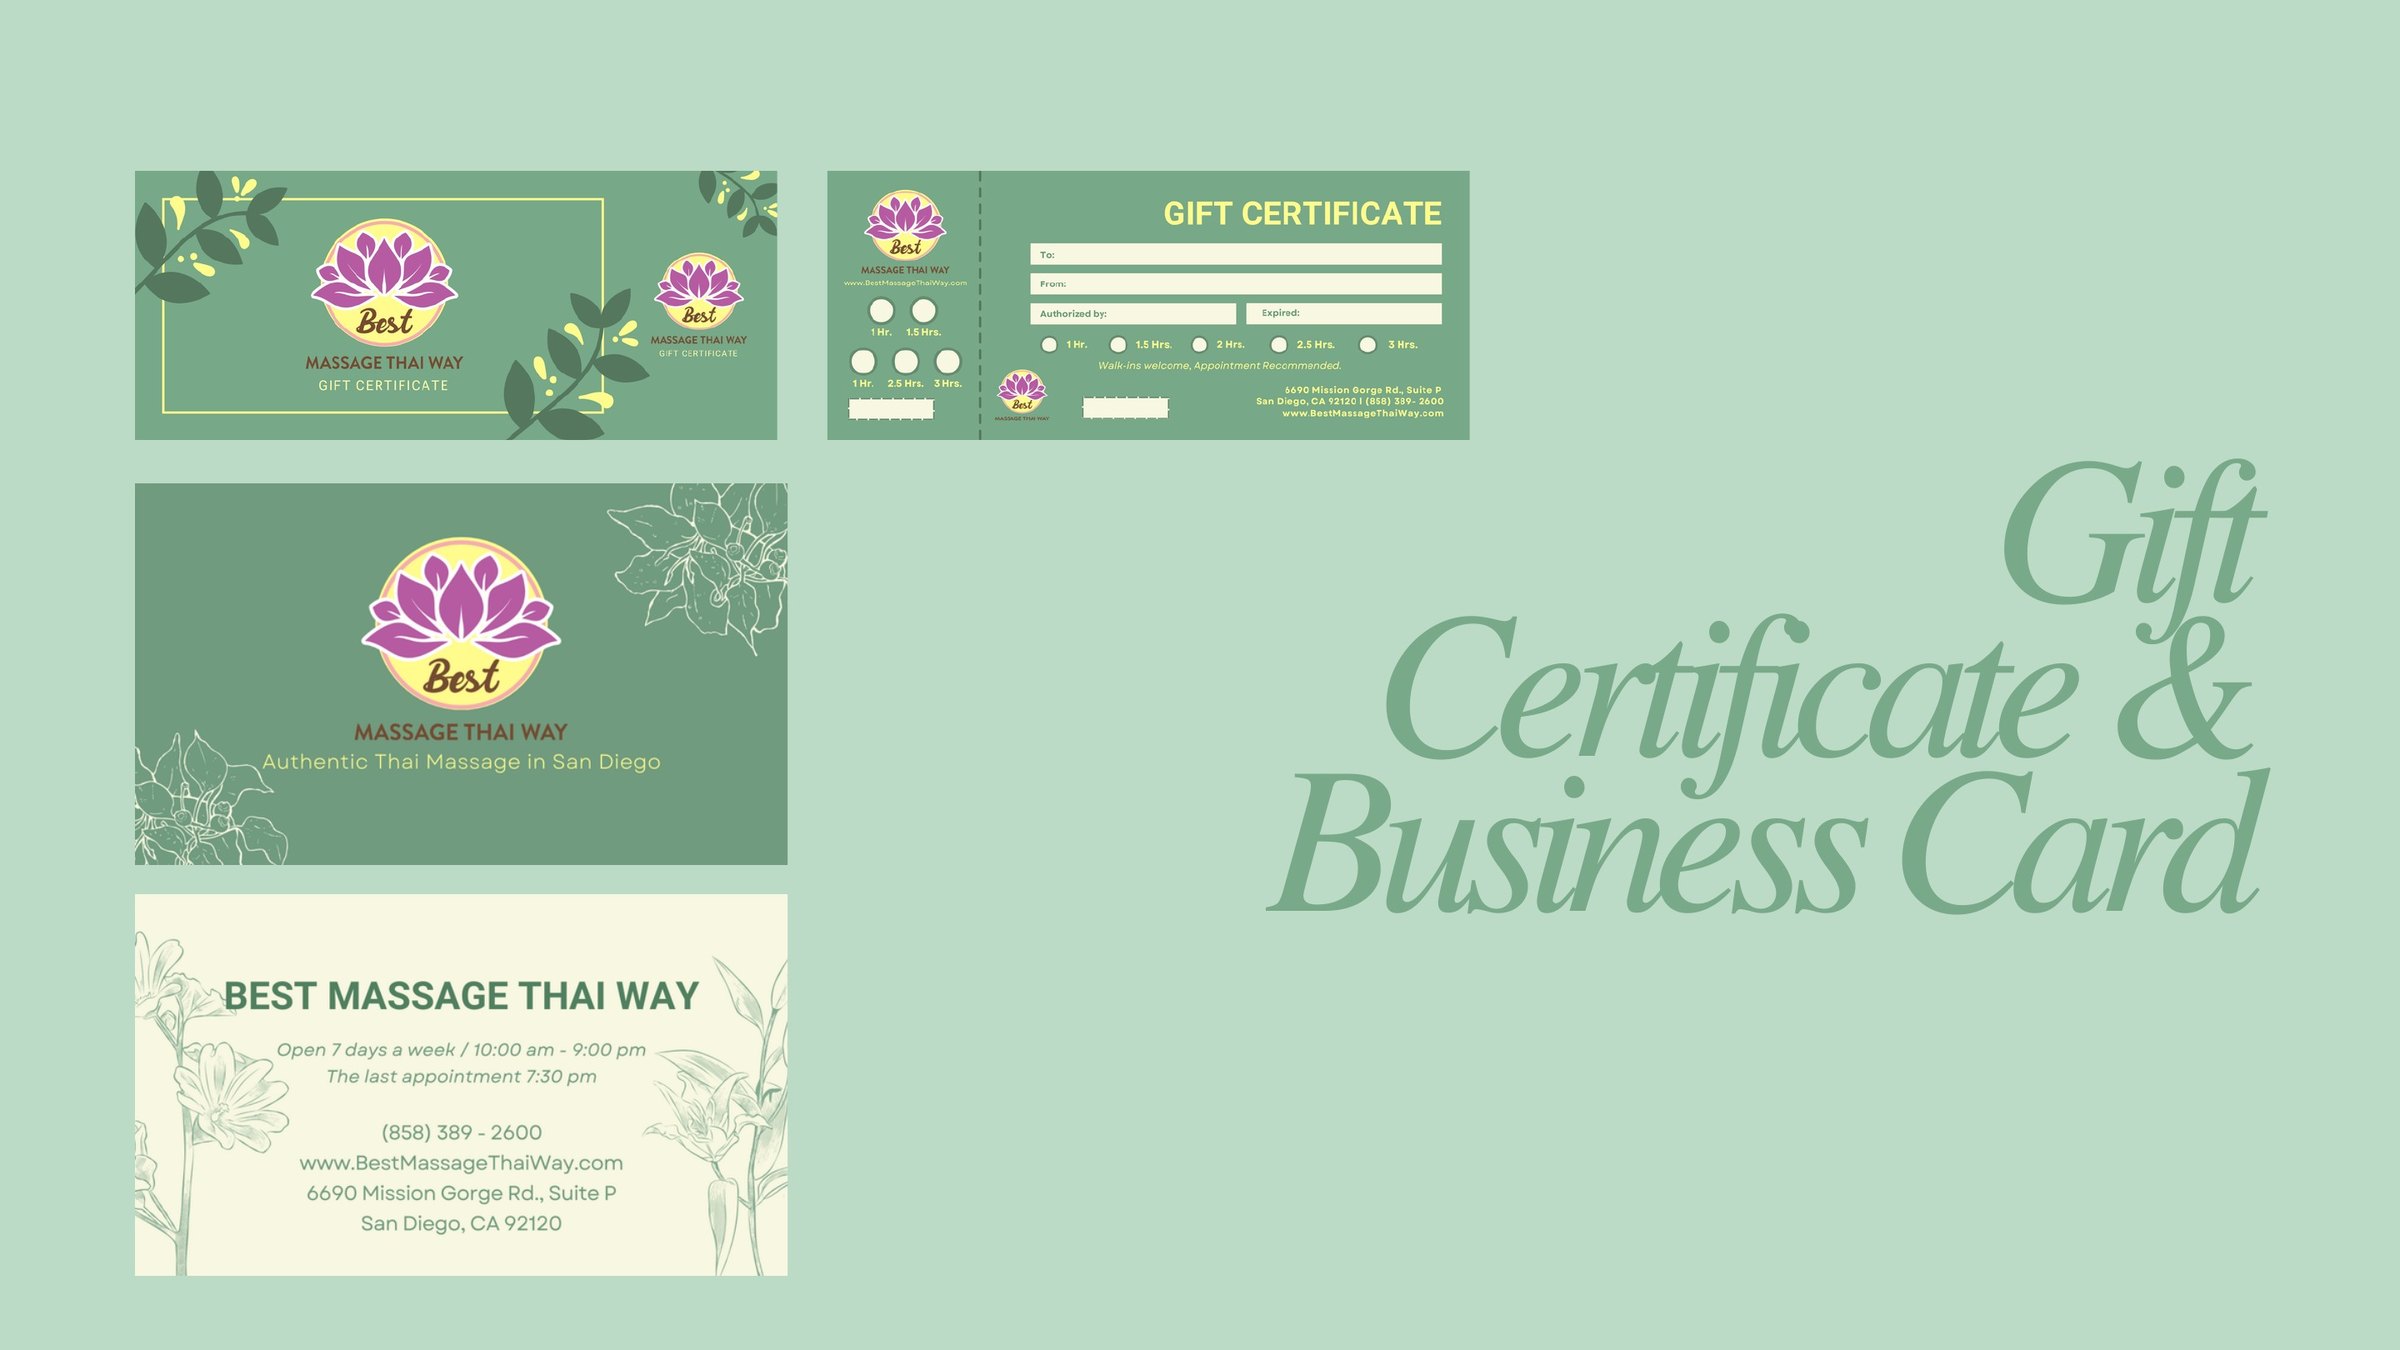 Best
MASSAGE THAI WAY
GIFT CERTIFICATE
Best
MASSAGE THAI WAY
GIFT CERTIFICATE
Best
MASSAGE THAI WAY
www.BestMassageThaiWay.com
1 Hr. 1.5 Hrs.
1 Hr. 2.5 Hrs. 3 Hrs.
GIFT CERTIFICATE
To:
From:
Authorized by: Expired:
1 Hr. 1.5 Hrs. 2 Hrs. 2.5 Hrs. 3 Hrs.
Walk-ins welcome, Appointment Recommended.
Best
MASSAGE THAI WAY
6690 Mission Gorge Rd., Suite P
San Diego, CA 92120 | (858) 389- 2600
www.BestMassageThaiWay.com
Best
MASSAGE THAI WAY
Authentic Thai Massage in San Diego
BEST MASSAGE THAI WAY
Open 7 days a week / 10:00 am - 9:00 pm
The last appointment 7:30 pm
(858) 389 - 2600
www.BestMassageThaiWay.com
6690 Mission Gorge Rd., Suite P
San Diego, CA 92120
Gift
Certificate &
Business Card